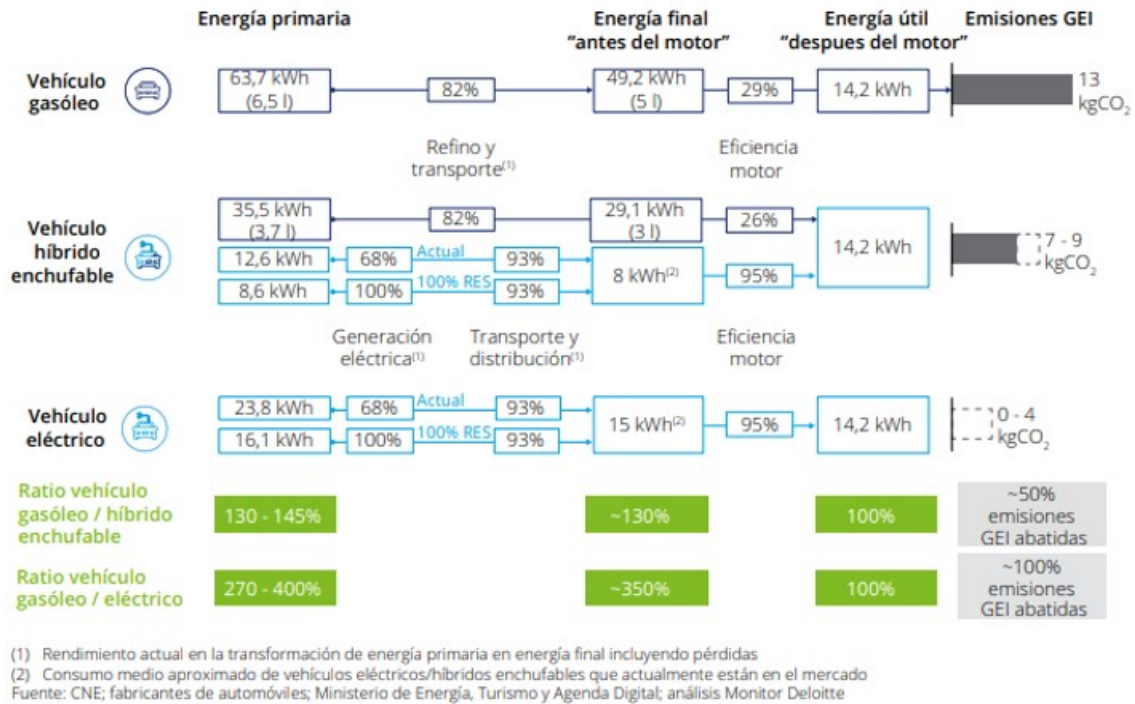 Energía primaria
Energía final
"antes del motor"
Energía útil
"despues del motor"
Emisiones GEI
Vehículo
gasóleo
63,7 kWh
(6,5 l)
82%
49,2 kWh
(5 l)
29%
14,2 kWh
13
kgCO₂
Refino y
transporte⁽¹⁾
Eficiencia
motor
Vehículo
híbrido
enchufable
35,5 kWh
(3,7 l)
82%
29,1 kWh
(3 l)
26%
14,2 kWh
7 - 9
kgCO₂
12,6 kWh
68%
Actual
93%
8 kWh⁽²⁾
95%
8,6 kWh
100%
100% RES
93%
Generación
eléctrica⁽¹⁾
Transporte y
distribución⁽¹⁾
Eficiencia
motor
Vehículo
eléctrico
23,8 kWh
68%
Actual
93%
15 kWh⁽²⁾
95%
14,2 kWh
0 - 4
kgCO₂
16,1 kWh
100%
100% RES
93%
Ratio vehículo
gasóleo / híbrido
enchufable
130 - 145%
~130%
100%
~50%
emisiones
GEI abatidas
Ratio vehículo
gasóleo / eléctrico
270 - 400%
~350%
100%
~100%
emisiones
GEI abatidas
(1) Rendimiento actual en la transformación de energía primaria en energía final incluyendo pérdidas
(2) Consumo medio aproximado de vehículos eléctricos/híbridos enchufables que actualmente están en el mercado
Fuente: CNE; fabricantes de automóviles; Ministerio de Energía, Turismo y Agenda Digital; análisis Monitor Deloitte